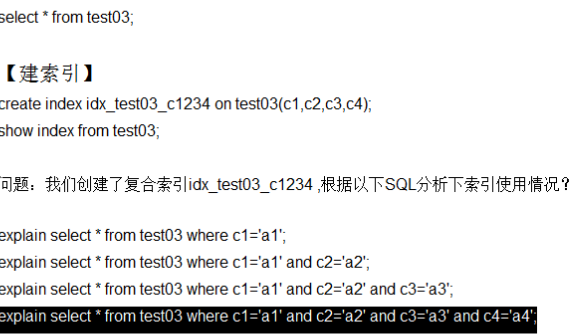 select * from test03;
【建索引】
create index idx_test03_c1234 on test03(c1,c2,c3,c4);
show index from test03;
问题：我们创建了复合索引idx_test03_c1234 ,根据以下SQL分析下索引使用情况？
explain select * from test03 where c1='a1';
explain select * from test03 where c1='a1' and c2='a2';
explain select * from test03 where c1='a1' and c2='a2' and c3='a3';
explain select * from test03 where c1='a1' and c2='a2' and c3='a3' and c4='a4';